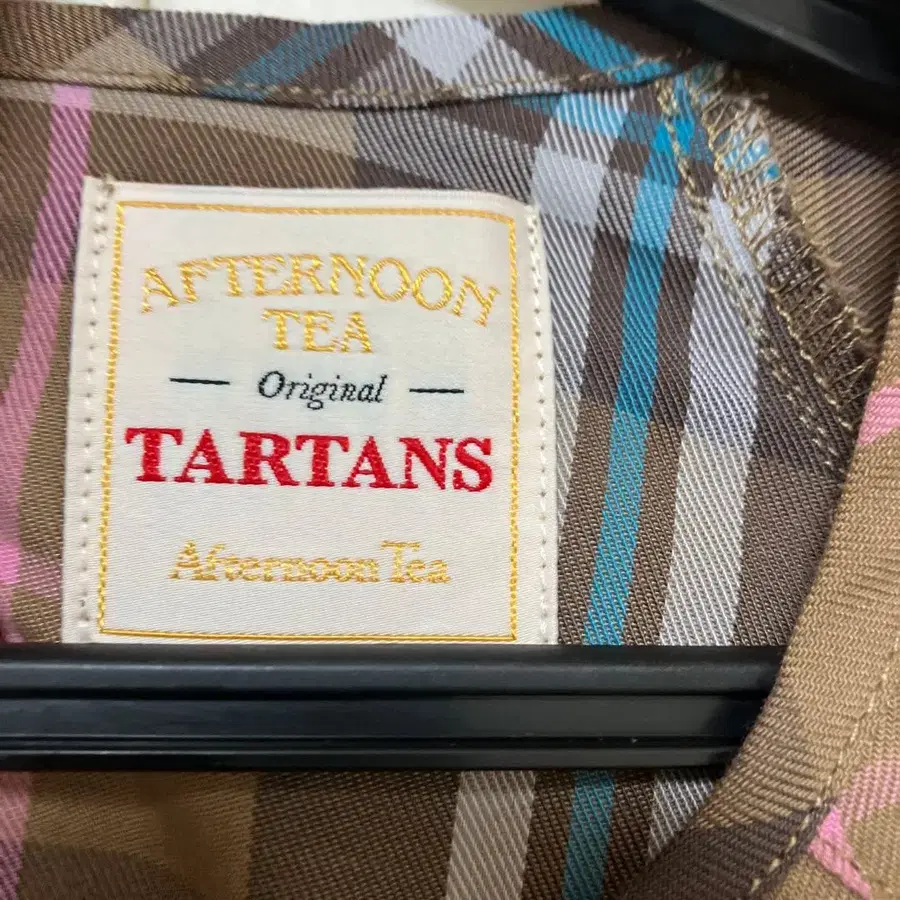 AFTERNOON
TEA
— Original —
TARTANS
Afternoon Tea